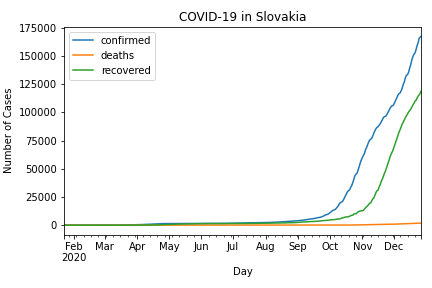 COVID-19 in Slovakia
confirmed
deaths
recovered
Number of Cases
175000
150000
125000
100000
75000
50000
25000
0
Feb Mar Apr May Jun Jul Aug Sep Oct Nov Dec
2020
Day